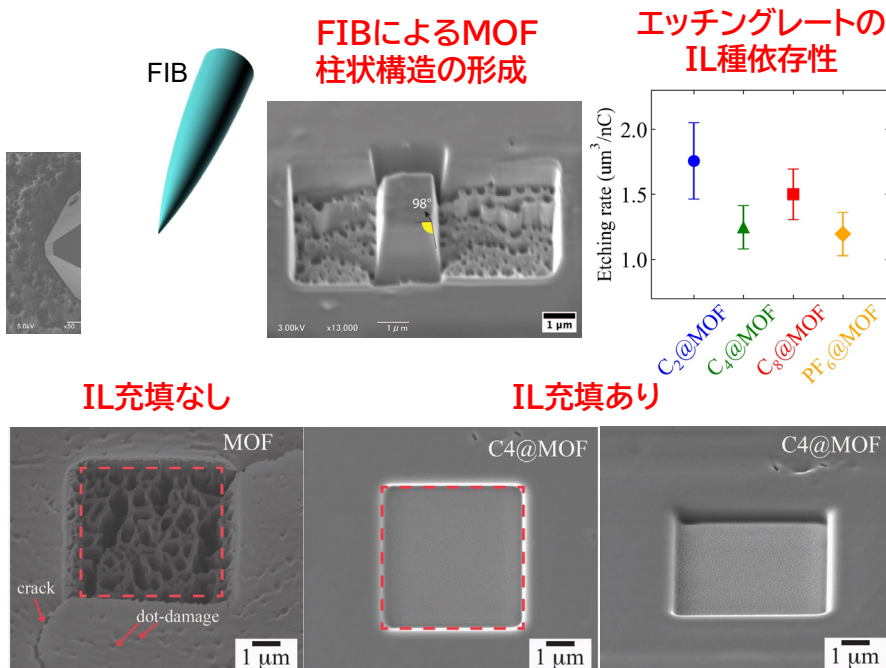 FIB
FIBによるMOF
柱状構造の形成
エッチングレートの
IL種依存性
5.0kV x50
98°
3.00kV x13,000 1μm
1 μm
Etching rate (um³/nC)
2.0
1.5
1.0
C₂@MOF
C₄@MOF
C₈@MOF
PF₆@MOF
IL充填なし
IL充填あり
MOF
crack
dot-damage
1 μm
C4@MOF
1 μm
C4@MOF
1 μm